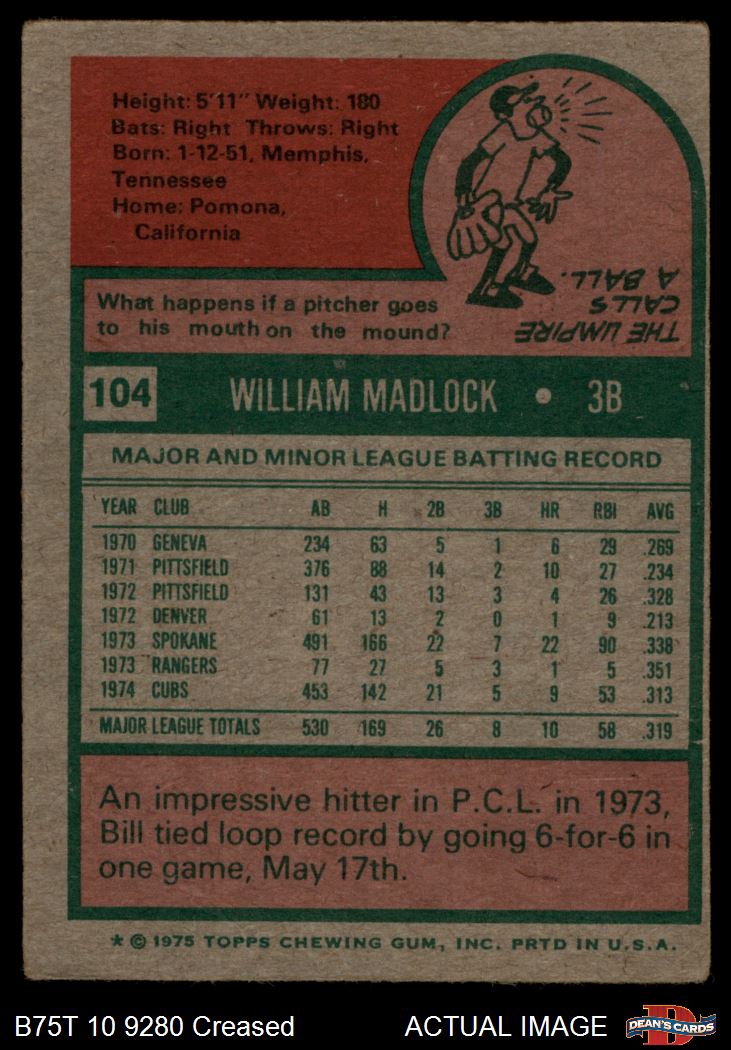 Height: 5'11" Weight: 180
Bats: Right Throws: Right
Born: 1-12-51, Memphis,
Tennessee
Home: Pomona,
California
What happens if a pitcher goes
to his mouth on the mound?
THE UMPIRE
CALLS
A BALL.
104 WILLIAM MADLOCK • 3B
MAJOR AND MINOR LEAGUE BATTING RECORD
YEAR CLUB AB H 2B 3B HR RBI AVG
1970 GENEVA 234 63 5 1 6 29 .269
1971 PITTSFIELD 376 88 14 2 10 27 .234
1972 PITTSFIELD 131 43 13 3 4 26 .328
1972 DENVER 61 13 2 0 1 9 .213
1973 SPOKANE 491 166 22 7 22 90 .338
1973 RANGERS 77 27 5 3 1 5 .351
1974 CUBS 453 142 21 5 9 53 .313
MAJOR LEAGUE TOTALS 530 169 26 8 10 58 .319
An impressive hitter in P.C.L. in 1973,
Bill tied loop record by going 6-for-6 in
one game, May 17th.
* © 1975 TOPPS CHEWING GUM, INC. PRTD IN U.S.A.
B75T 10 9280 Creased ACTUAL IMAGE D DEAN'S CARDS